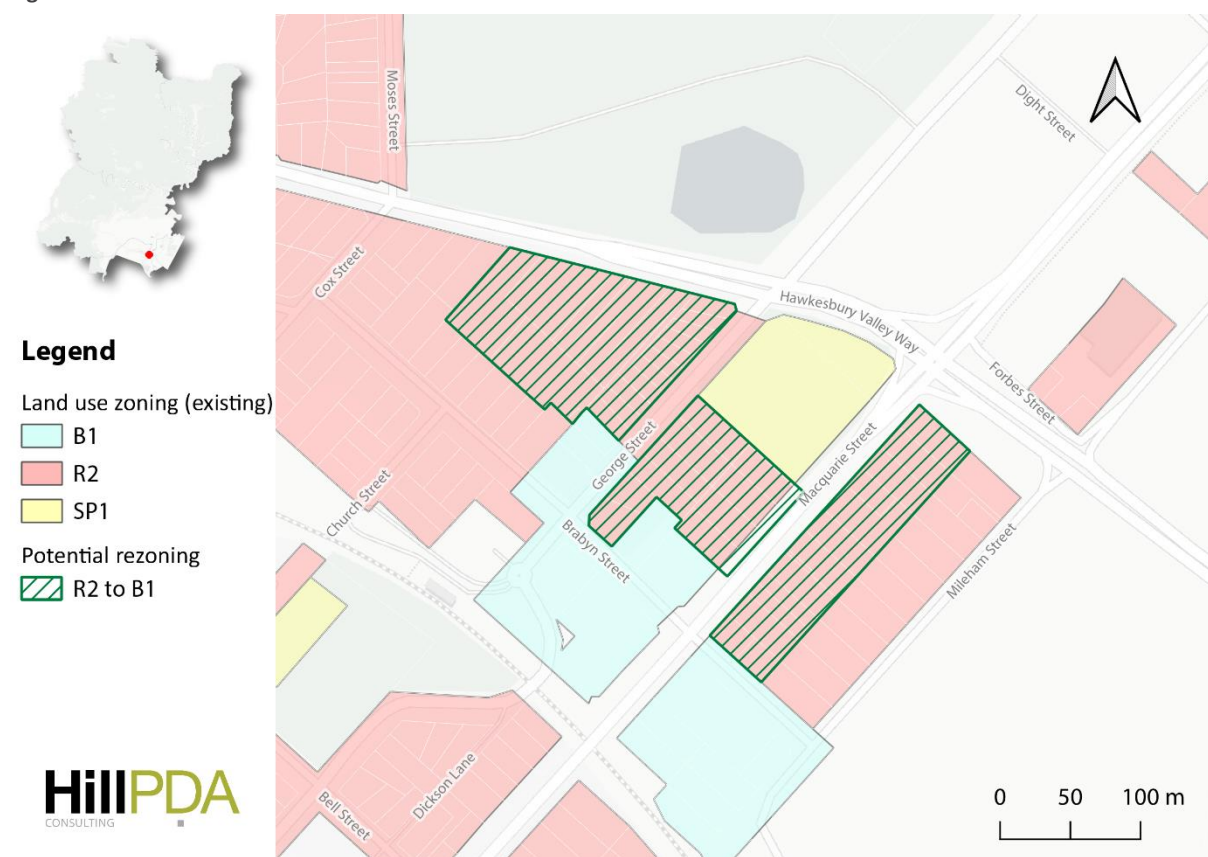 Legend
Land use zoning (existing)
B1
R2
SP1
Potential rezoning
R2 to B1
HillPDA
CONSULTING
Moses Street
Dight Street
Cox Street
Hawkesbury Valley Way
Forbes Street
George Street
Macquarie Street
Church Street
Brabyn Street
Mileham Street
Dickson Lane
Bell Street
0 50 100 m